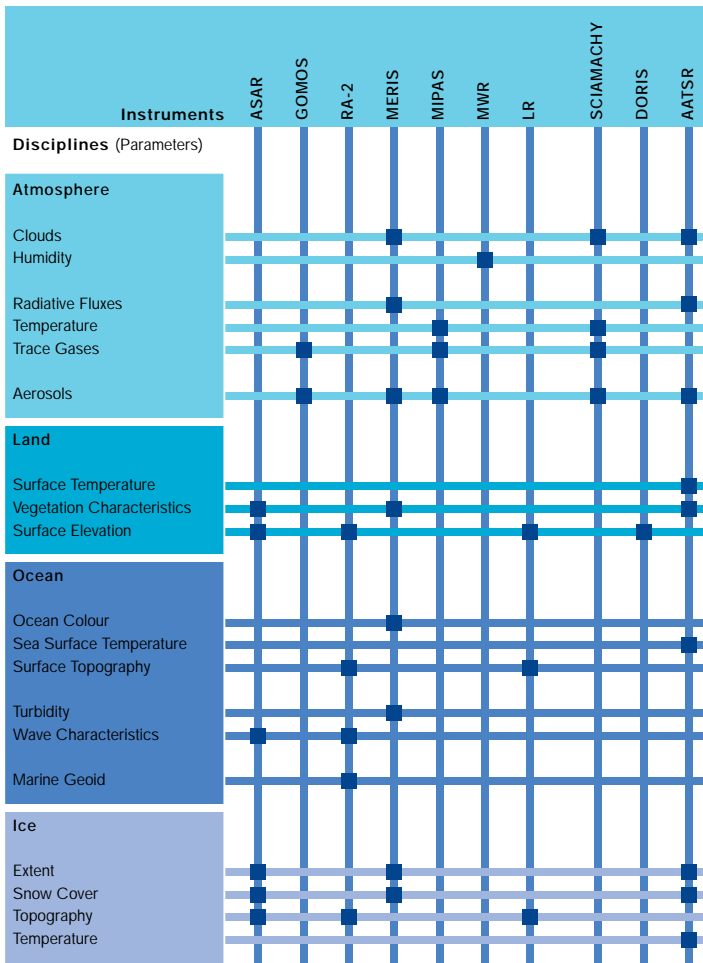 Instruments
ASAR
GOMOS
RA-2
MERIS
MIPAS
MWR
LR
SCIAMACHY
DORIS
AATSR
Disciplines (Parameters)
Atmosphere
Clouds
Humidity
Radiative Fluxes
Temperature
Trace Gases
Aerosols
Land
Surface Temperature
Vegetation Characteristics
Surface Elevation
Ocean
Ocean Colour
Sea Surface Temperature
Surface Topography
Turbidity
Wave Characteristics
Marine Geoid
Ice
Extent
Snow Cover
Topography
Temperature